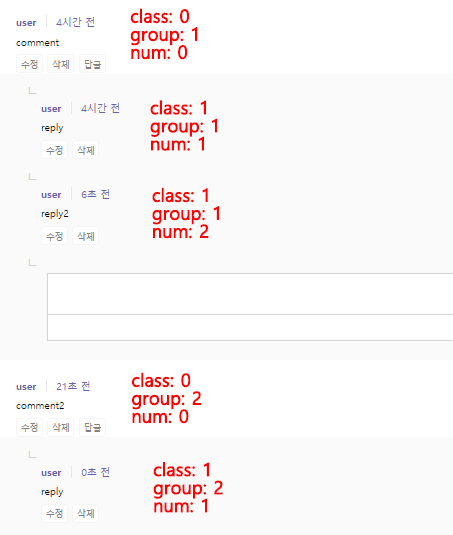 user 4시간 전
class: 0
group: 1
num: 0
comment
수정 삭제 답글
user 4시간 전
class: 1
group: 1
num: 1
reply
수정 삭제
user 6초 전
class: 1
group: 1
num: 2
reply2
수정 삭제
user 21초 전
class: 0
group: 2
num: 0
comment2
수정 삭제 답글
user 0초 전
class: 1
group: 2
num: 1
reply
수정 삭제